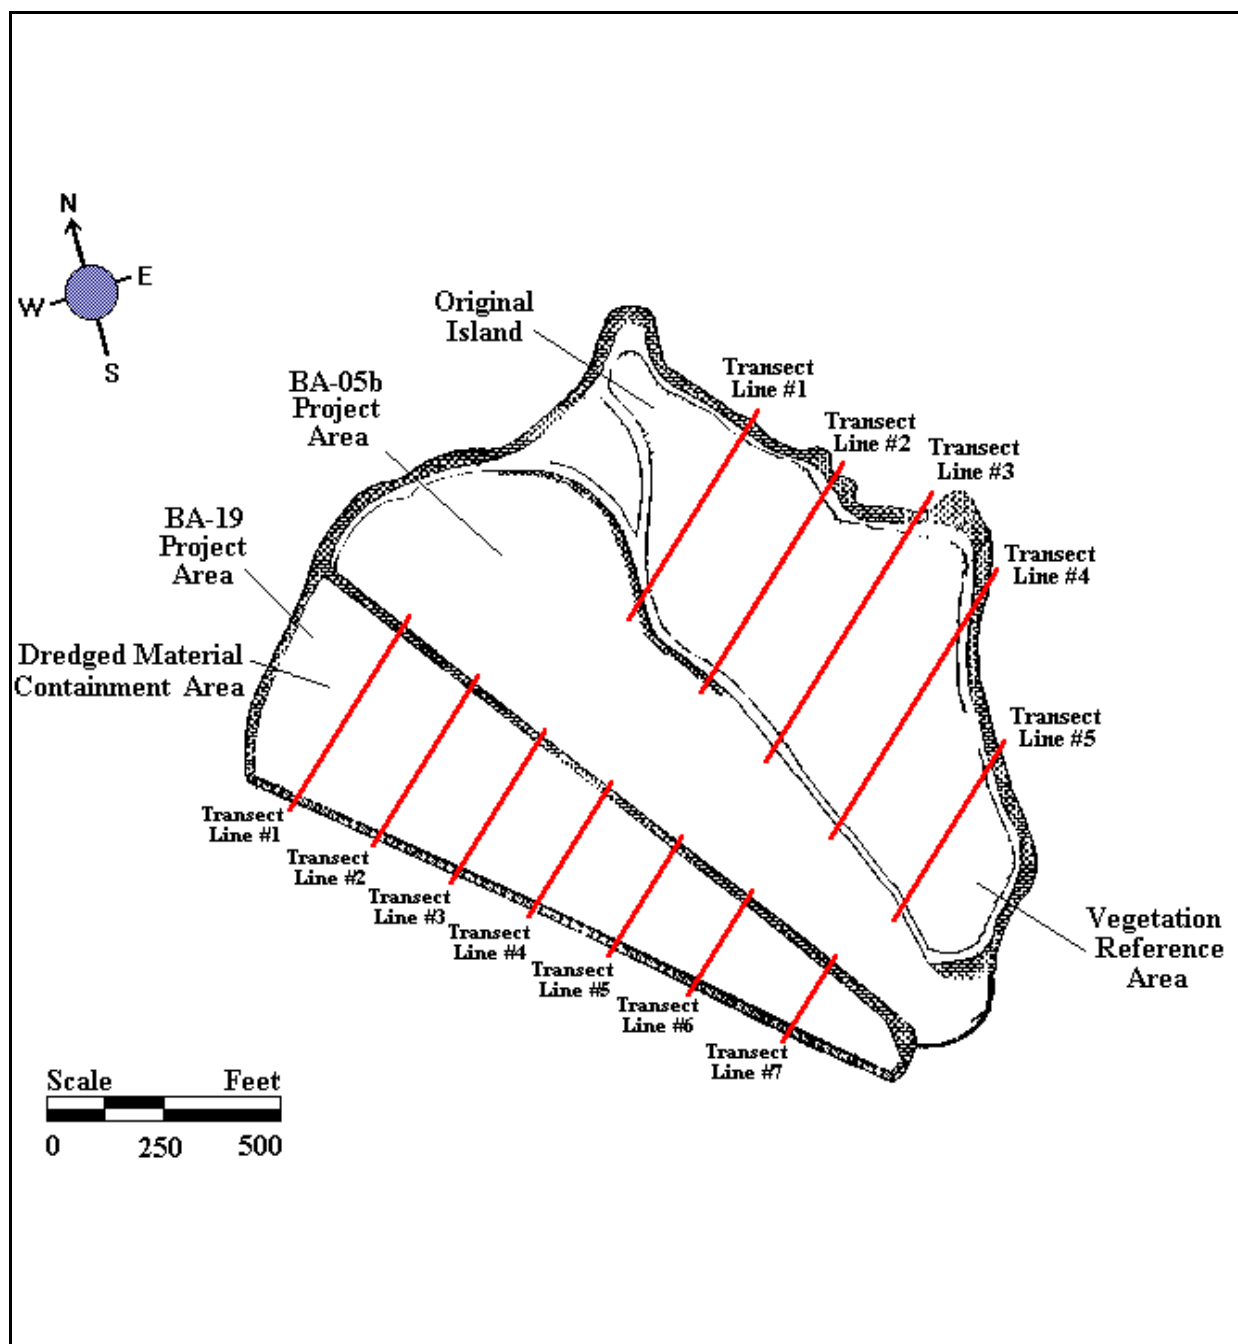 N
E
W
S
Original
Island
BA-05b
Project
Area
BA-19
Project
Area
Dredged Material
Containment Area
Transect
Line #1
Transect
Line #2
Transect
Line #3
Transect
Line #4
Transect
Line #5
Vegetation
Reference
Area
Transect
Line #1
Transect
Line #2
Transect
Line #3
Transect
Line #4
Transect
Line #5
Transect
Line #6
Transect
Line #7
Scale Feet
0 250 500